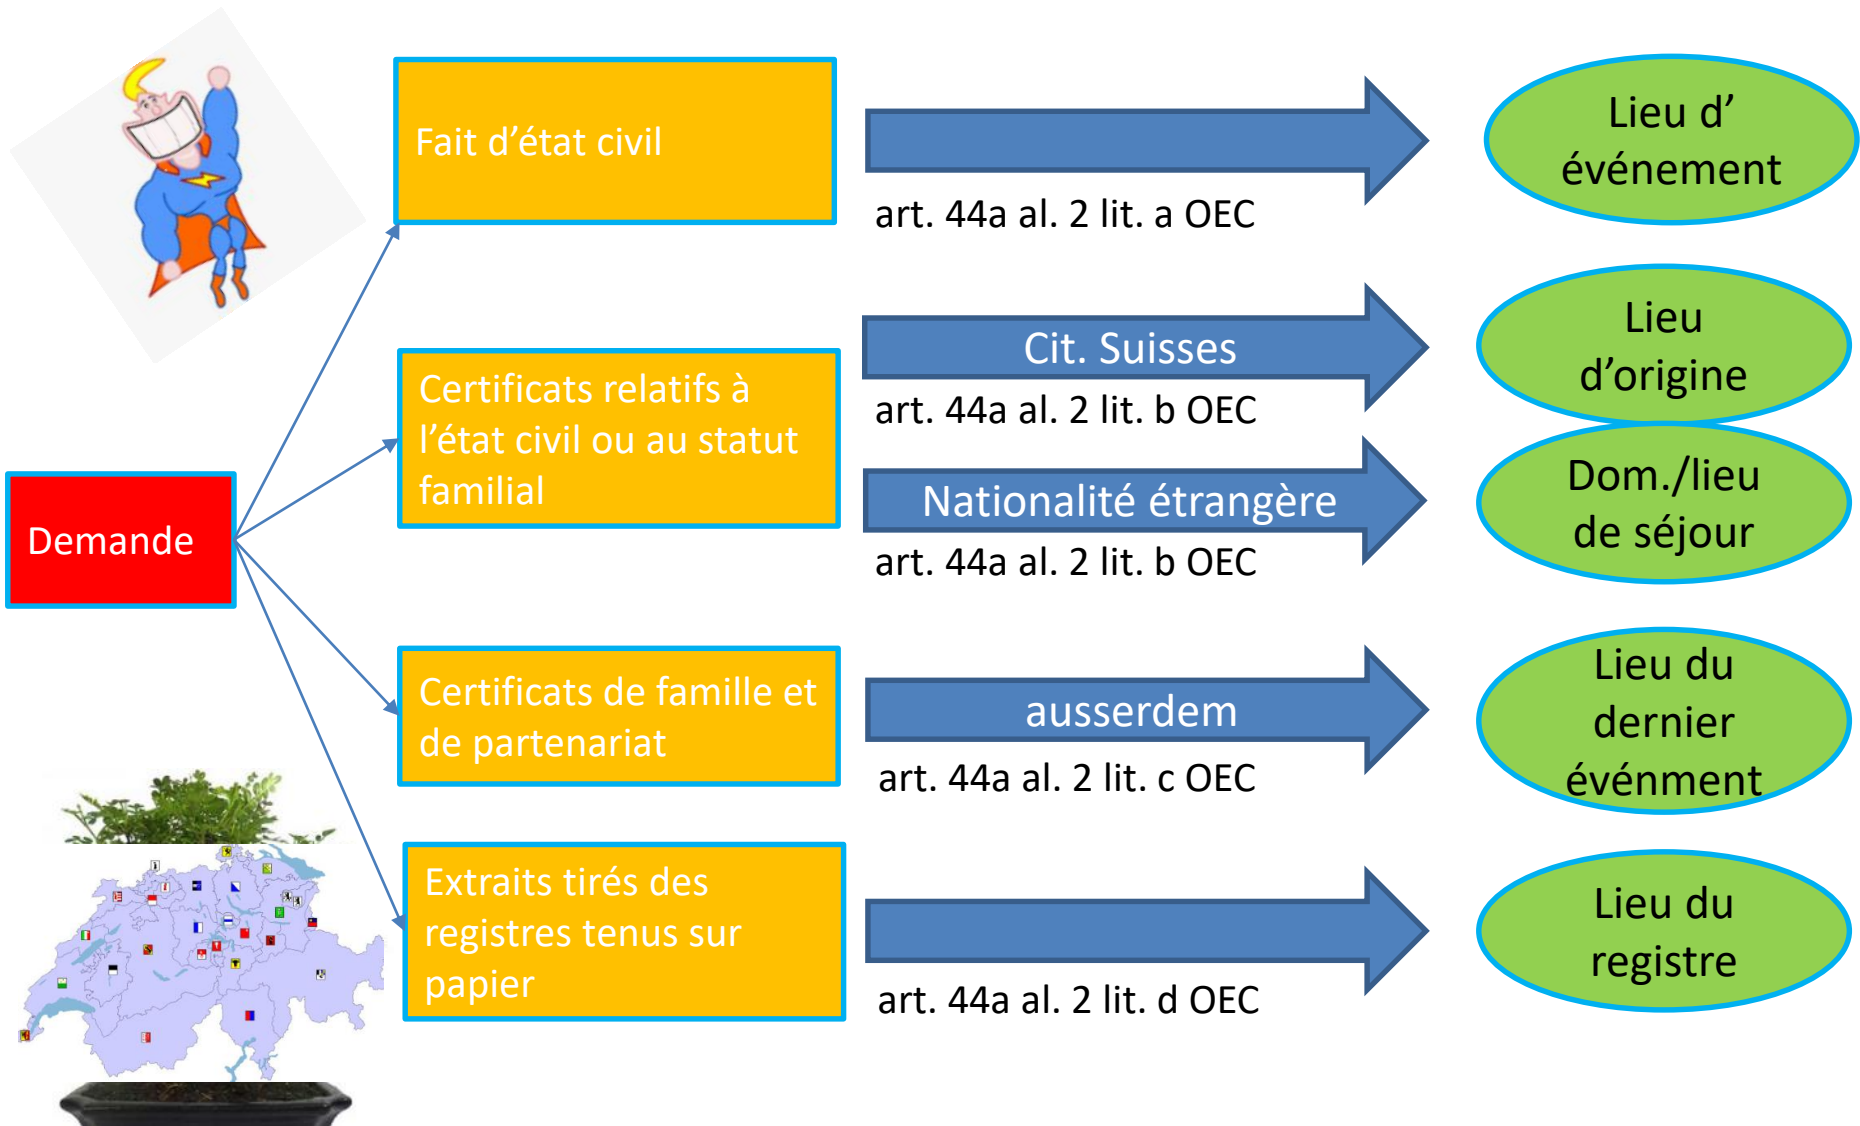 Demande
Fait d’état civil
art. 44a al. 2 lit. a OEC
Lieu d’
événement
Certificats relatifs à
l’état civil ou au statut
familial
Cit. Suisses
art. 44a al. 2 lit. b OEC
Lieu
d’origine
Nationalité étrangère
art. 44a al. 2 lit. b OEC
Dom./lieu
de séjour
Certificats de famille et
de partenariat
ausserdem
art. 44a al. 2 lit. c OEC
Lieu du
dernier
événment
Extraits tirés des
registres tenus sur
papier
art. 44a al. 2 lit. d OEC
Lieu du
registre